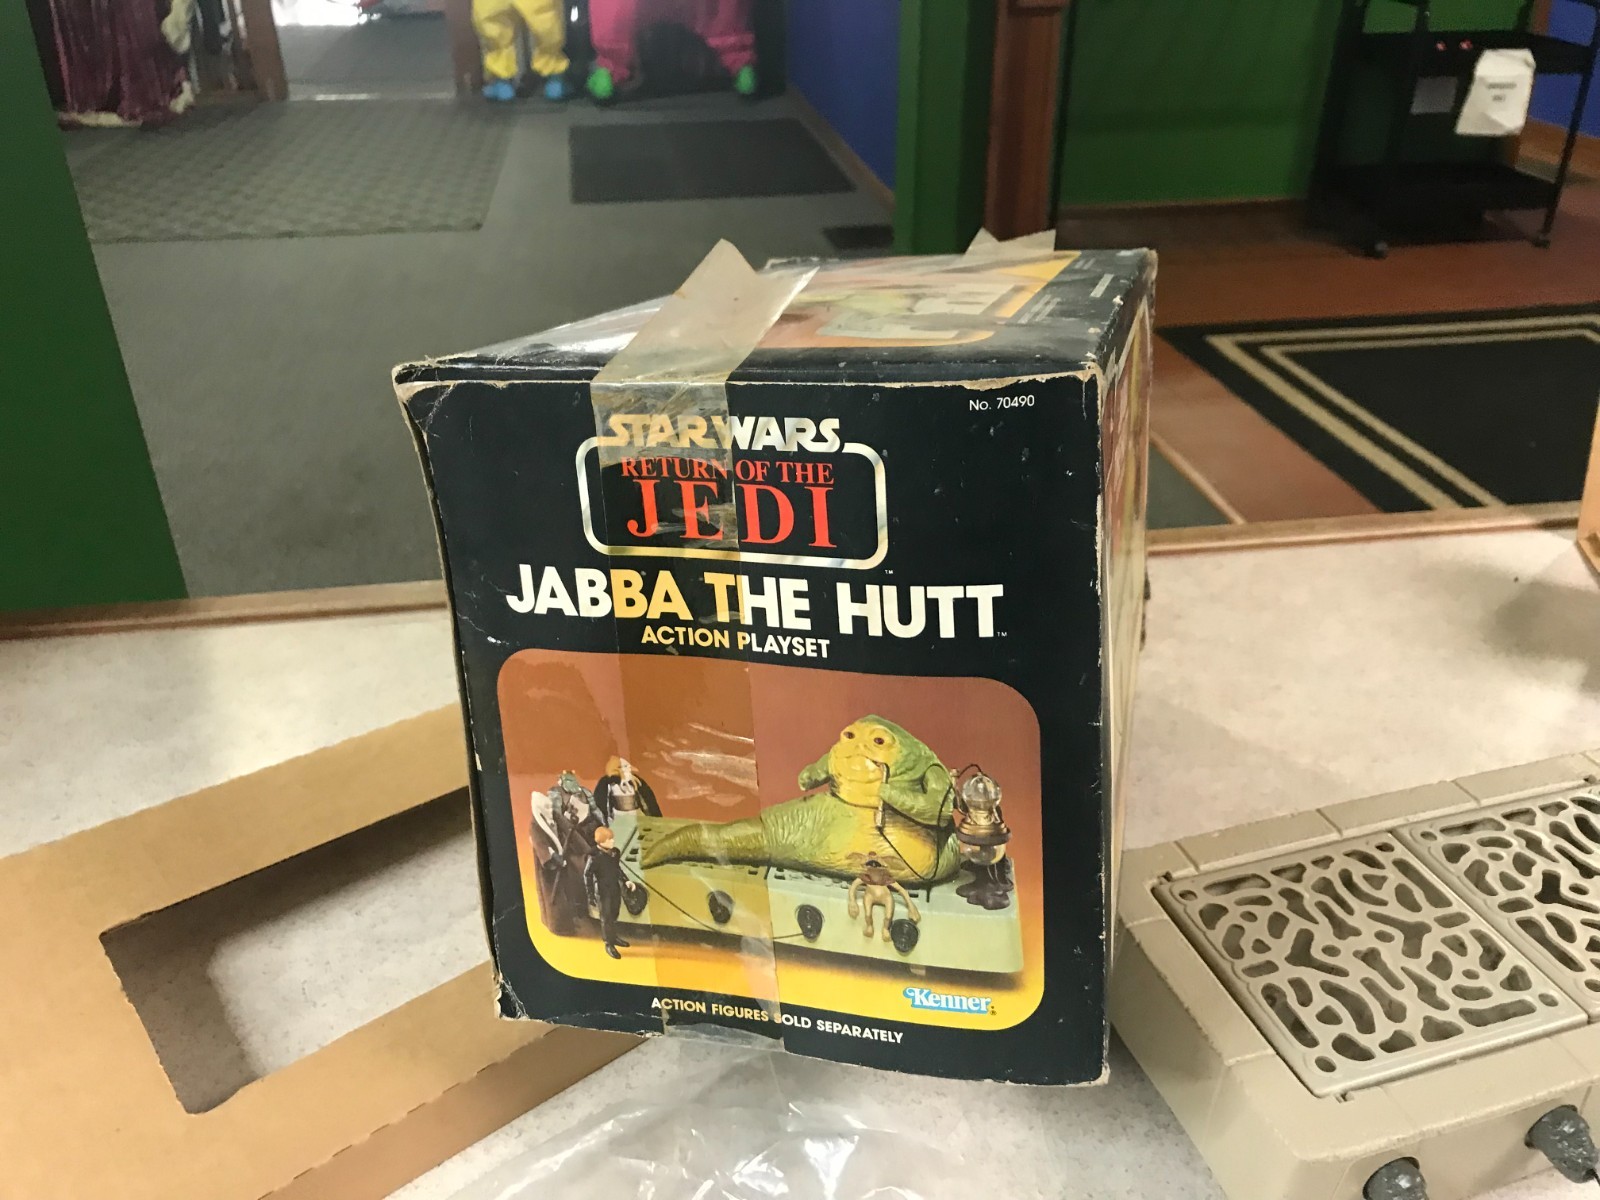 No. 70490
STAR WARS
RETURN OF THE
JEDI
JABBA THE HUTT
ACTION PLAYSET
Kenner
ACTION FIGURES SOLD SEPARATELY